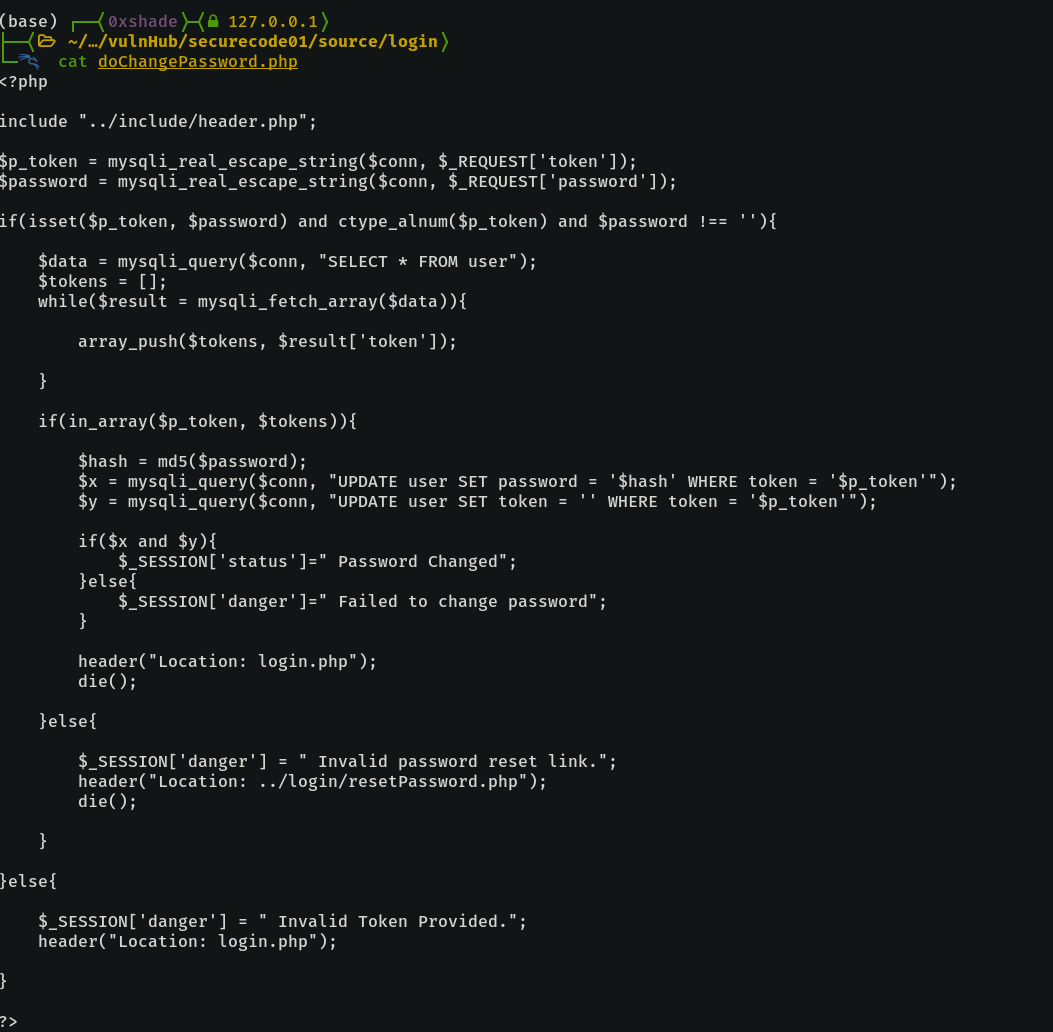 (base) ┌──(0xshade)-(🔒 127.0.0.1)
├──(📂 ~/…/vulnHub/securecode01/source/login)
└─ cat doChangePassword.php
<?php

include "../include/header.php";

$p_token = mysqli_real_escape_string($conn, $_REQUEST['token']);
$password = mysqli_real_escape_string($conn, $_REQUEST['password']);

if(isset($p_token, $password) and ctype_alnum($p_token) and $password !== ''){

    $data = mysqli_query($conn, "SELECT * FROM user");
    $tokens = [];
    while($result = mysqli_fetch_array($data)){

        array_push($tokens, $result['token']);

    }

    if(in_array($p_token, $tokens)){

        $hash = md5($password);
        $x = mysqli_query($conn, "UPDATE user SET password = '$hash' WHERE token = '$p_token'");
        $y = mysqli_query($conn, "UPDATE user SET token = '' WHERE token = '$p_token'");

        if($x and $y){
            $_SESSION['status']=" Password Changed";
        }else{
            $_SESSION['danger']=" Failed to change password";
        }

        header("Location: login.php");
        die();

    }else{

        $_SESSION['danger'] = " Invalid password reset link.";
        header("Location: ../login/resetPassword.php");
        die();

    }

}else{

    $_SESSION['danger'] = " Invalid Token Provided.";
    header("Location: login.php");

}

?>